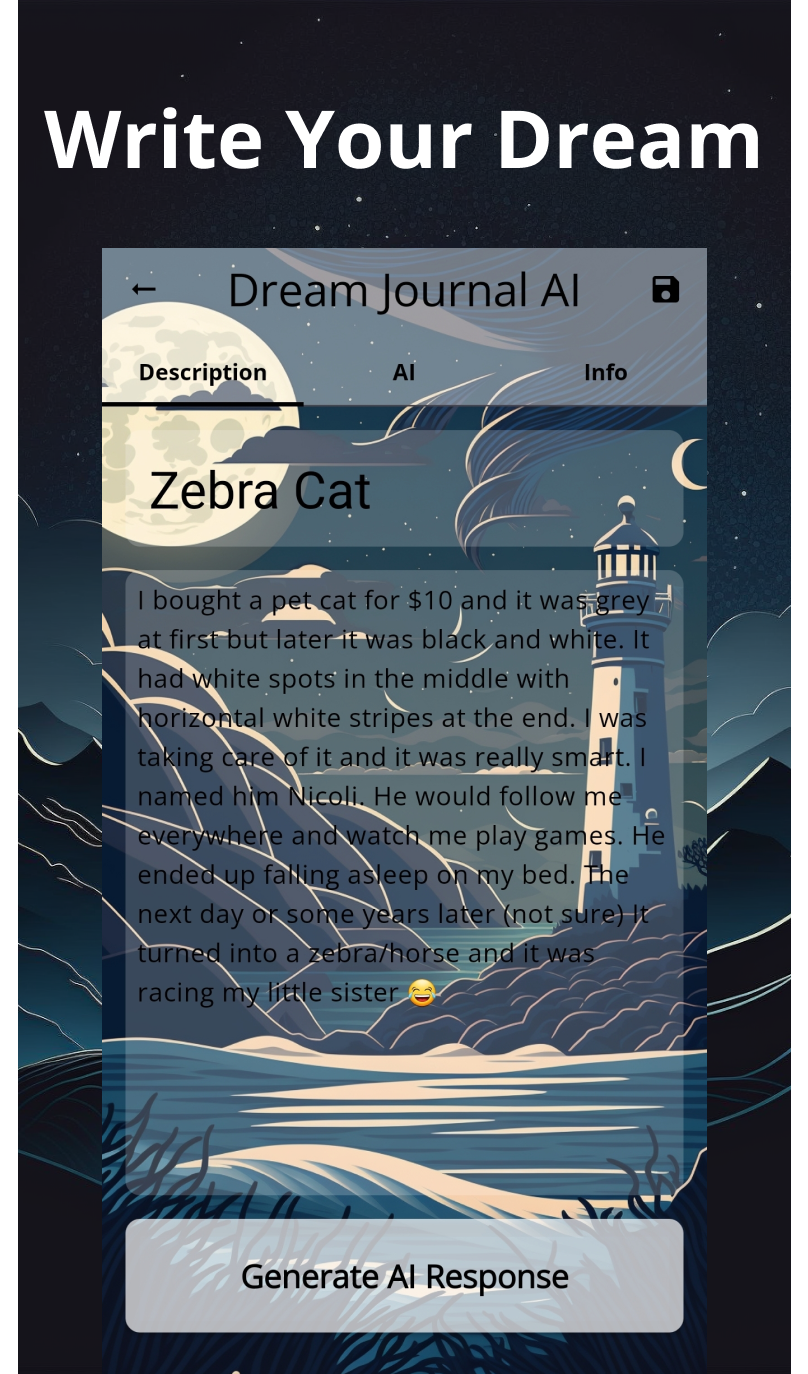 Write Your Dream
← Dream Journal AI
Description AI Info
Zebra Cat
I bought a pet cat for $10 and it was grey
at first but later it was black and white. It
had white spots in the middle with
horizontal white stripes at the end. I was
taking care of it and it was really smart. I
named him Nicoli. He would follow me
everywhere and watch me play games. He
ended up falling asleep on my bed. The
next day or some years later (not sure) It
turned into a zebra/horse and it was
racing my little sister 😂
Generate AI Response